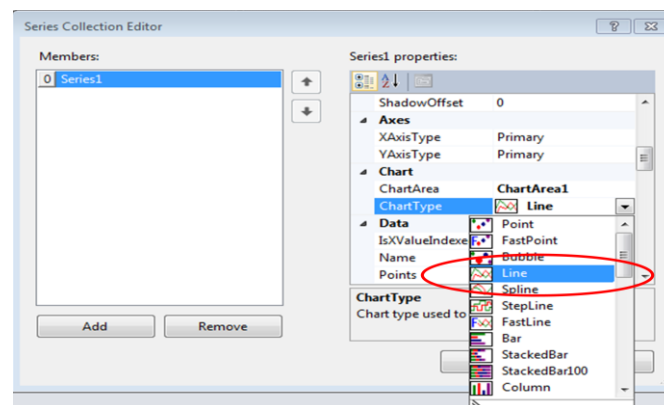 Series Collection Editor
Members:
0 Series1
Add
Remove
Series1 properties:
ShadowOffset 0
Axes
XAxisType Primary
YAxisType Primary
Chart
ChartArea ChartArea1
ChartType Line
Data
IsXValueIndexe
Name
Points
Point
FastPoint
Bubble
Line
Spline
StepLine
FastLine
Bar
StackedBar
StackedBar100
Column
ChartType
Chart type used to